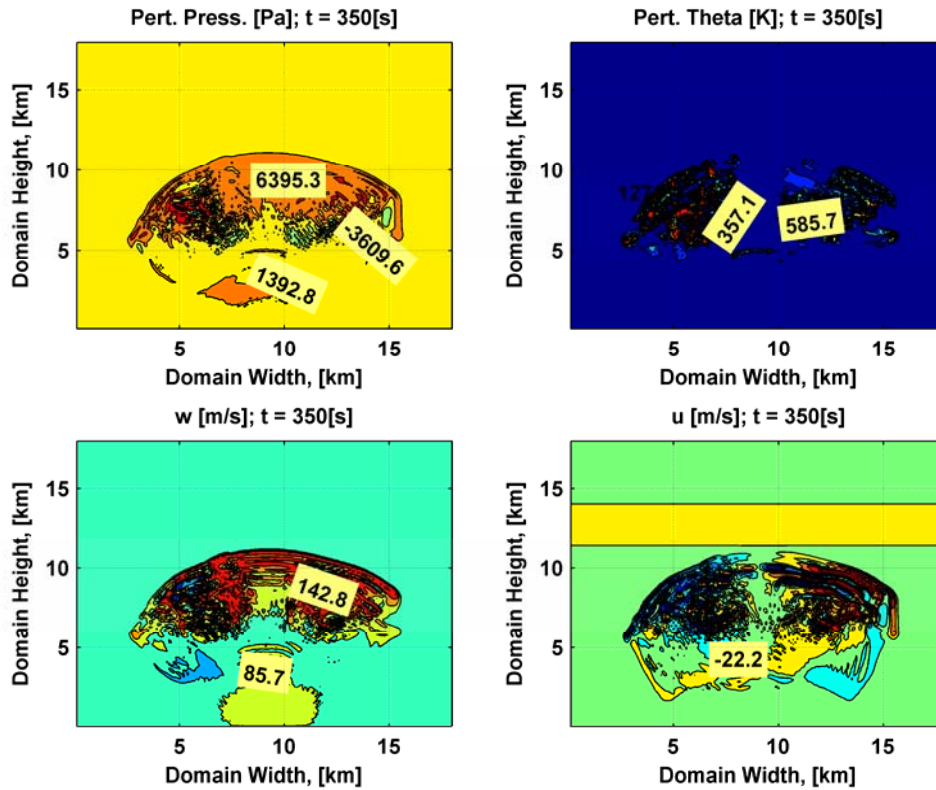 Pert. Press. [Pa]; t = 350[s]
Domain Height, [km]
15
10
5
6395.3
-3609.6
1392.8
5 10 15
Domain Width, [km]
Pert. Theta [K]; t = 350[s]
Domain Height, [km]
15
10
5
357.1
585.7
5 10 15
Domain Width, [km]
w [m/s]; t = 350[s]
Domain Height, [km]
15
10
5
142.8
85.7
5 10 15
Domain Width, [km]
u [m/s]; t = 350[s]
Domain Height, [km]
15
10
5
-22.2
5 10 15
Domain Width, [km]